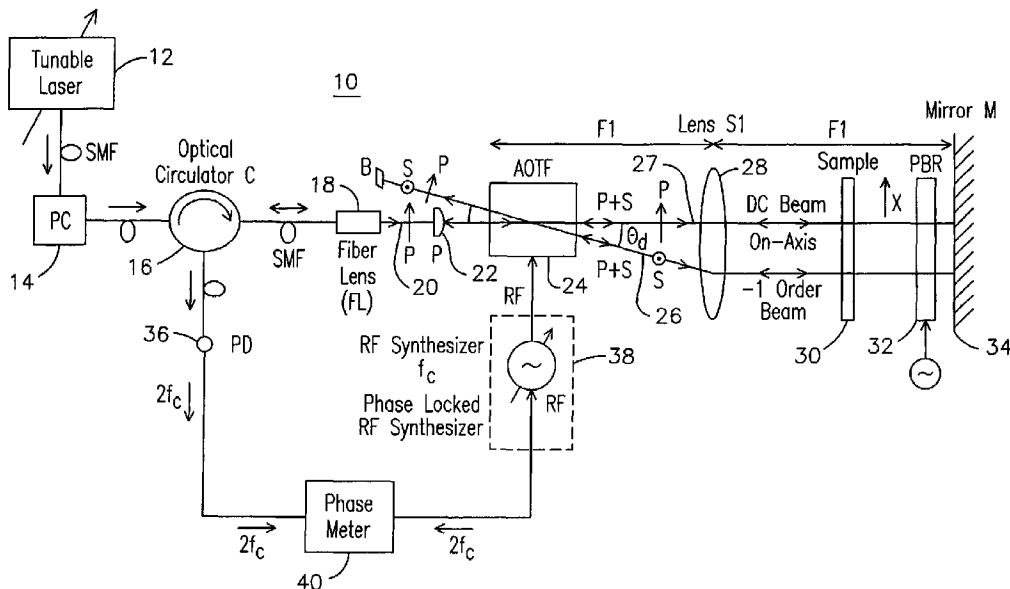 Tunable
Laser
12
10
SMF
Optical
Circulator C
PC
14
16
SMF
18
Fiber
Lens
(FL)
B
S
P
P
20
P
22
AOTF
24
RF
F1
Lens S1
F1
27
28
P+S
P
θd
P+S
S
26
DC Beam
On-Axis
-1 Order
Beam
Sample
X
PBR
Mirror M
30
32
34
36
PD
2fc
RF Synthesizer
fc
Phase Locked
RF Synthesizer
~
RF
38
~
Phase
Meter
40
2fc
2fc